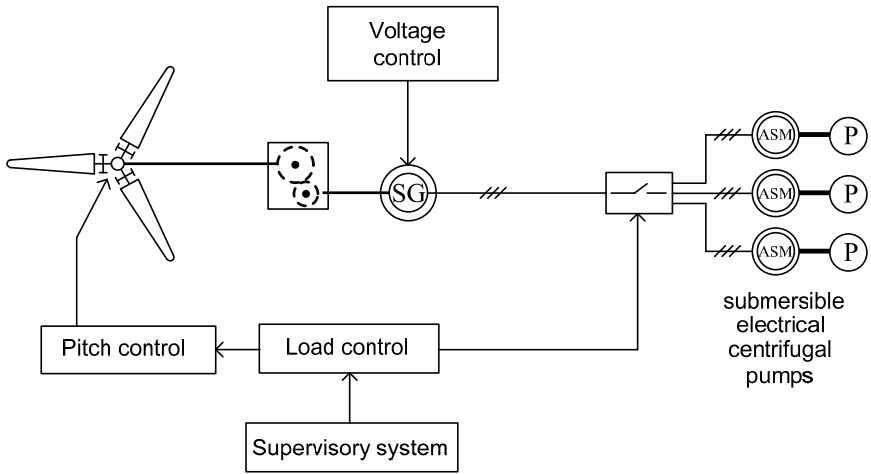 Voltage
control
ASM P
SG
ASM P
ASM P
submersible
electrical
centrifugal
pumps
Pitch control
Load control
Supervisory system